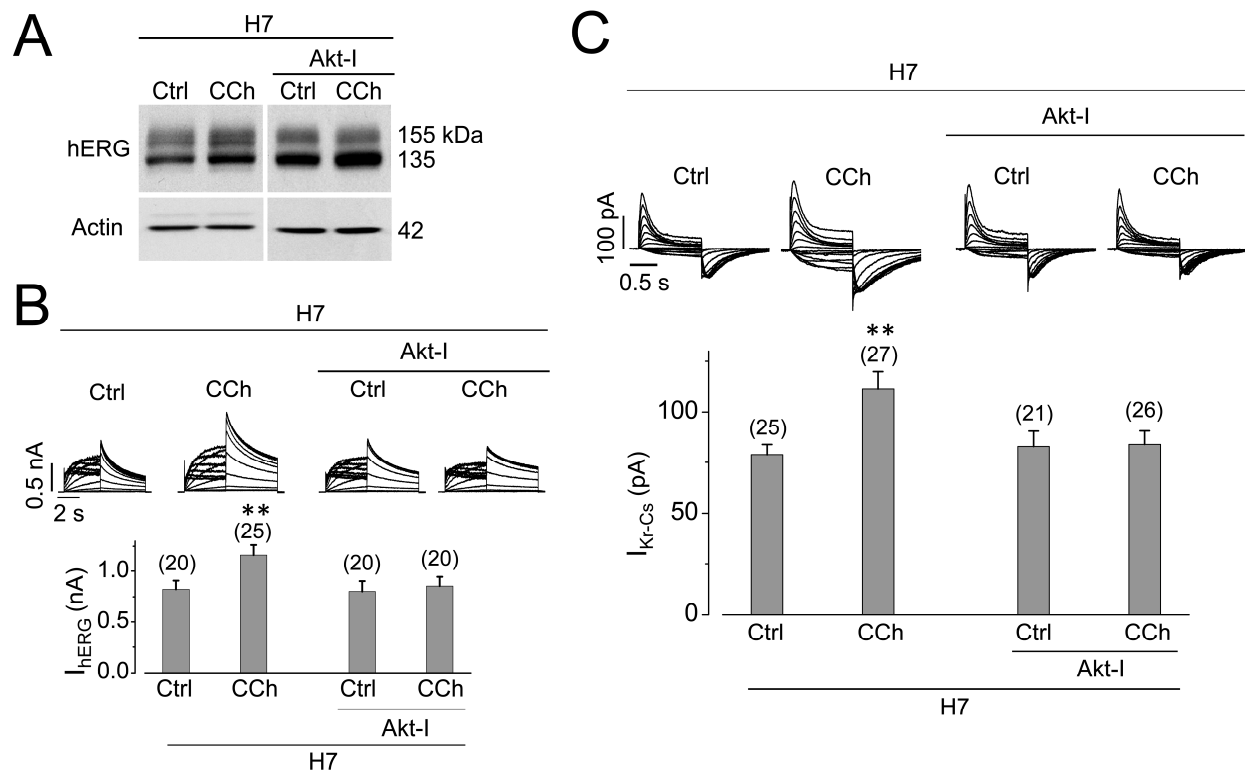 A
H7
Akt-I
Ctrl CCh Ctrl CCh
hERG
155 kDa
135
Actin
42
B
H7
Akt-I
Ctrl CCh Ctrl CCh
0.5 nA
2 s
**
(20) (25) (20) (20)
IhERG (nA)
1.0
0.5
0.0
Ctrl CCh Ctrl CCh
Akt-I
H7
C
H7
Akt-I
Ctrl CCh Ctrl CCh
100 pA
0.5 s
**
(25) (27) (21) (26)
IKr-Cs (pA)
100
50
0
Ctrl CCh Ctrl CCh
Akt-I
H7